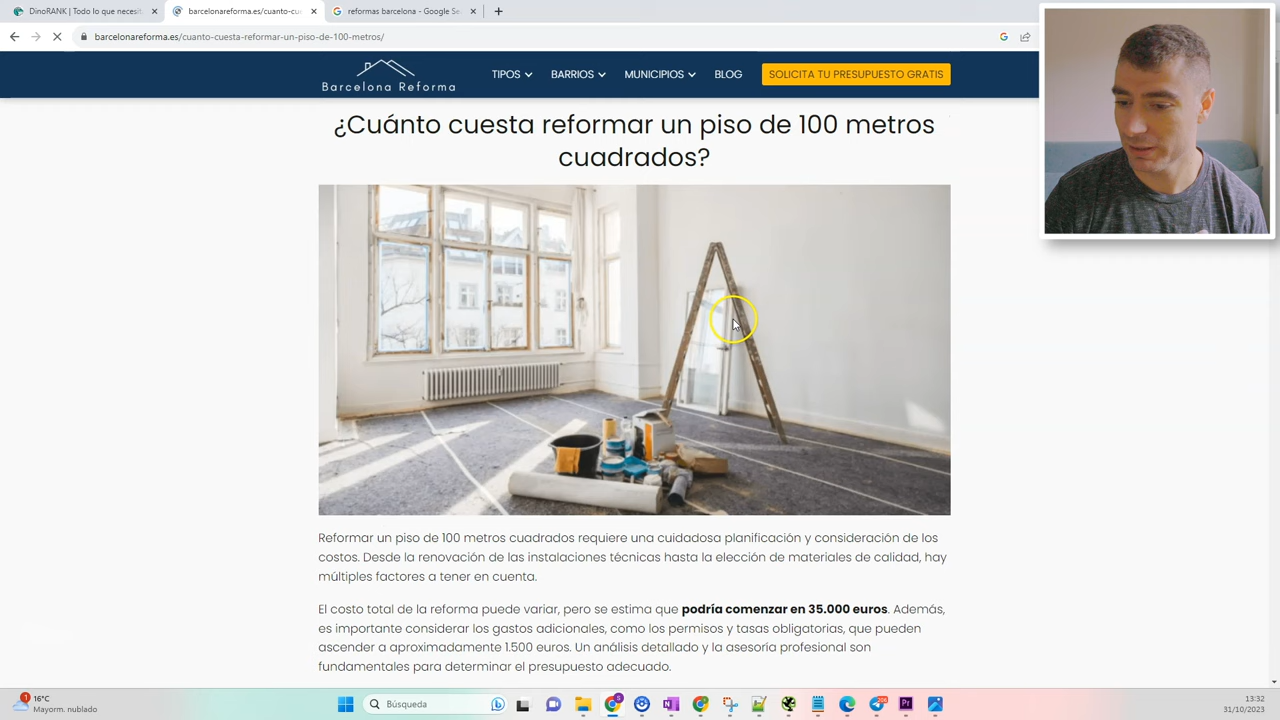 DinoRANK | Todo lo que necesit
barcelonareforma.es/cuanto-cu
reformas barcelona - Google Se
barcelonareforma.es/cuanto-cuesta-reformar-un-piso-de-100-metros/
Barcelona Reforma
TIPOS
BARRIOS
MUNICIPIOS
BLOG
SOLICITA TU PRESUPUESTO GRATIS
¿Cuánto cuesta reformar un piso de 100 metros
cuadrados?
Reformar un piso de 100 metros cuadrados requiere una cuidadosa planificación y consideración de los
costos. Desde la renovación de las instalaciones técnicas hasta la elección de materiales de calidad, hay
múltiples factores a tener en cuenta.
El costo total de la reforma puede variar, pero se estima que podría comenzar en 35.000 euros. Además,
es importante considerar los gastos adicionales, como los permisos y tasas obligatorias, que pueden
ascender a aproximadamente 1.500 euros. Un análisis detallado y la asesoría profesional son
fundamentales para determinar el presupuesto adecuado.
1
16°C
Mayorm. nublado
Búsqueda
Pr
13:32
31/10/2023